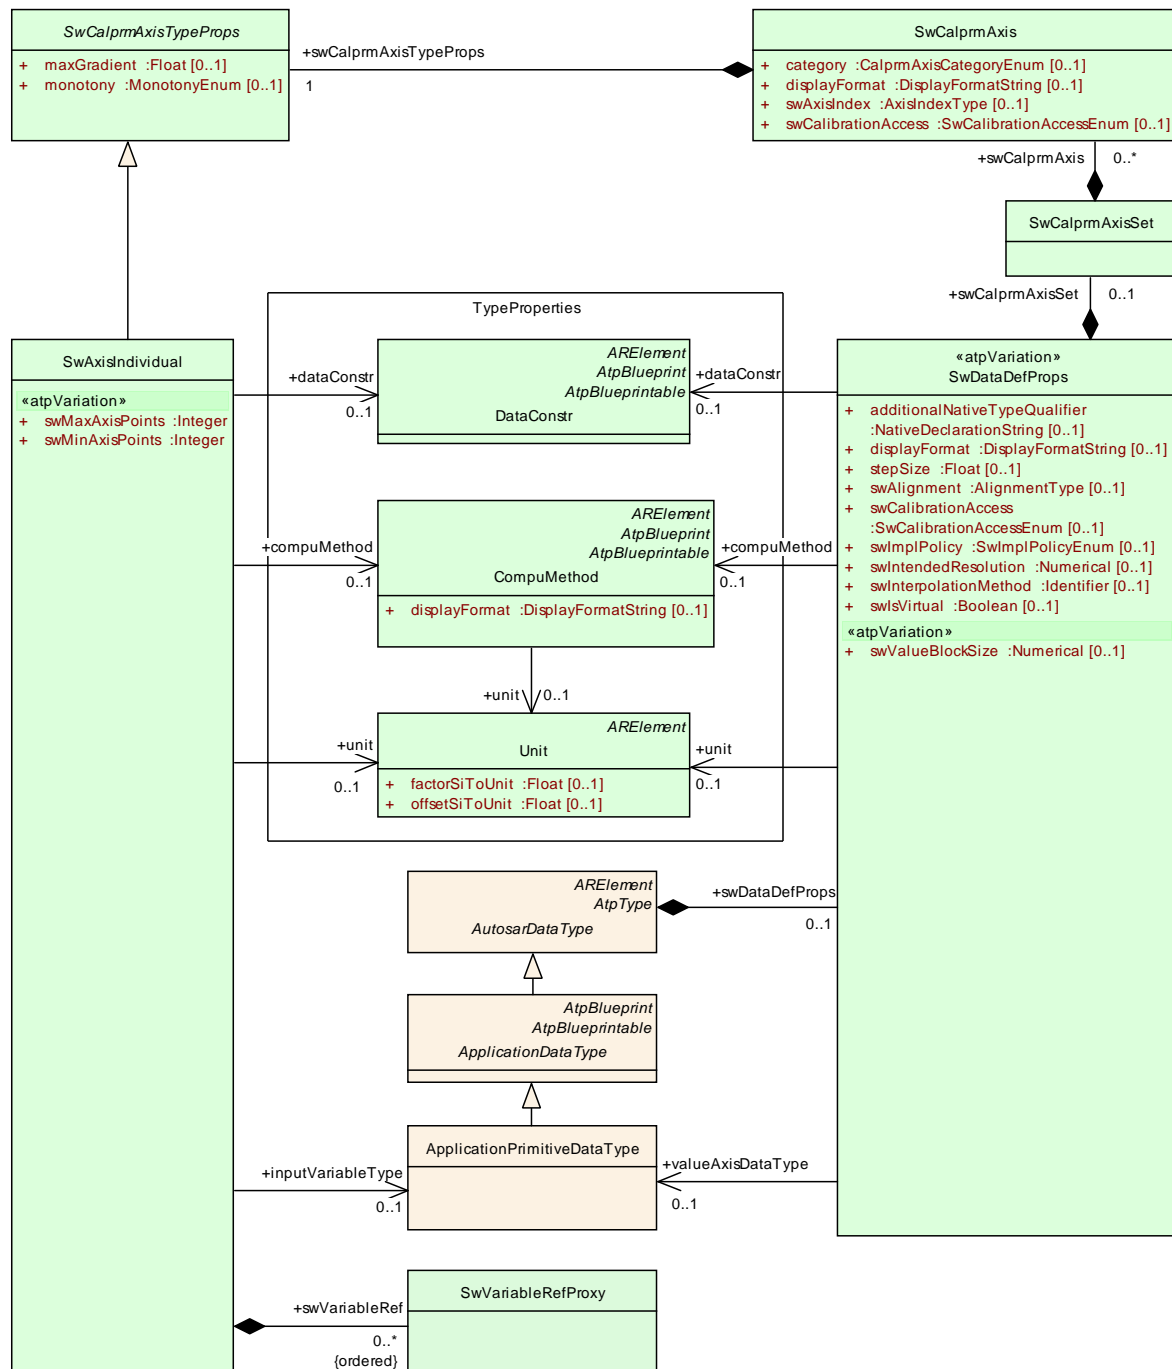 SwCalprmAxisTypeProps
+ maxGradient :Float [0..1]
+ monotony :MonotonyEnum [0..1]
+swCalprmAxisTypeProps
1
SwCalprmAxis
+ category :CalprmAxisCategoryEnum [0..1]
+ displayFormat :DisplayFormatString [0..1]
+ swAxisIndex :AxisIndexType [0..1]
+ swCalibrationAccess :SwCalibrationAccessEnum [0..1]
+swCalprmAxis 0..*
SwCalprmAxisSet
+swCalprmAxisSet 0..1
TypeProperties
SwAxisIndividual
«atpVariation»
+ swMaxAxisPoints :Integer
+ swMinAxisPoints :Integer
+dataConstr
0..1
ARElement
AtpBlueprint
AtpBlueprintable
DataConstr
+dataConstr
0..1
«atpVariation»
SwDataDefProps
+ additionalNativeTypeQualifier
:NativeDeclarationString [0..1]
+ displayFormat :DisplayFormatString [0..1]
+ stepSize :Float [0..1]
+ swAlignment :AlignmentType [0..1]
+ swCalibrationAccess
:SwCalibrationAccessEnum [0..1]
+ swImplPolicy :SwImplPolicyEnum [0..1]
+ swIntendedResolution :Numerical [0..1]
+ swInterpolationMethod :Identifier [0..1]
+ swIsVirtual :Boolean [0..1]
«atpVariation»
+ swValueBlockSize :Numerical [0..1]
+compuMethod
0..1
ARElement
AtpBlueprint
AtpBlueprintable
CompuMethod
+ displayFormat :DisplayFormatString [0..1]
+compuMethod
0..1
+unit 0..1
+unit
0..1
ARElement
Unit
+ factorSiToUnit :Float [0..1]
+ offsetSiToUnit :Float [0..1]
+unit
0..1
ARElement
AtpType
AutosarDataType
+swDataDefProps
0..1
AtpBlueprint
AtpBlueprintable
ApplicationDataType
+inputVariableType
0..1
ApplicationPrimitiveDataType
+valueAxisDataType
0..1
+swVariableRef
0..*
{ordered}
SwVariableRefProxy